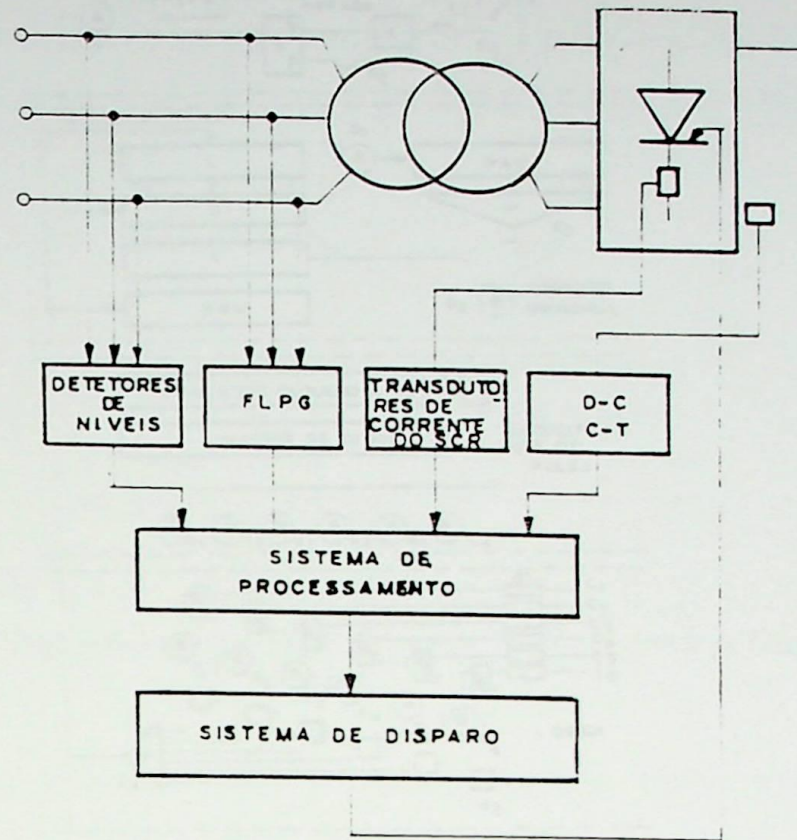 DETETORES
DE
NIVEIS
FLPG
TRANSDUTO-
RES DE
CORRENTE
DO SCR
D-C
C-T
SISTEMA DE
PROCESSAMENTO
SISTEMA DE DISPARO